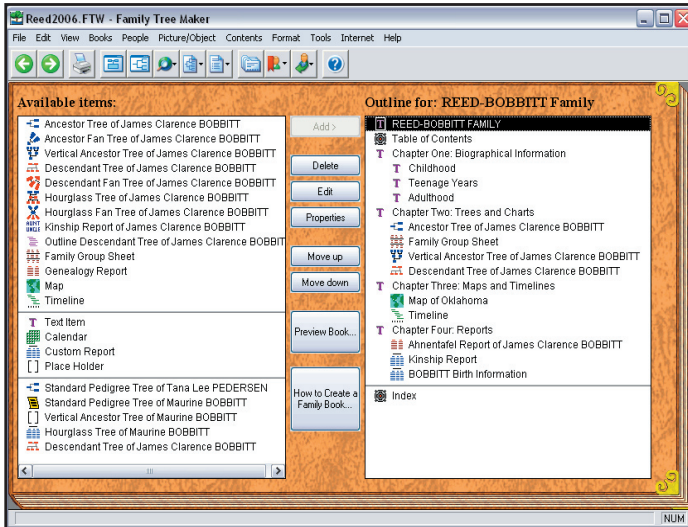 Reed2006.FTW - Family Tree Maker
File Edit View Books People Picture/Object Contents Format Tools Internet Help
Available items:
Ancestor Tree of James Clarence BOBBITT
Ancestor Fan Tree of James Clarence BOBBITT
Vertical Ancestor Tree of James Clarence BOBBITT
Descendant Tree of James Clarence BOBBITT
Descendant Fan Tree of James Clarence BOBBITT
Hourglass Tree of James Clarence BOBBITT
Hourglass Fan Tree of James Clarence BOBBITT
AUNT
UNCLE
Kinship Report of James Clarence BOBBITT
Outline Descendant Tree of James Clarence BOBBIT
Family Group Sheet
Genealogy Report
Map
Timeline
T Text Item
Calendar
Custom Report
[ ] Place Holder
Standard Pedigree Tree of Tana Lee PEDERSEN
Standard Pedigree Tree of Maurine BOBBITT
[ ] Vertical Ancestor Tree of Maurine BOBBITT
Hourglass Tree of Maurine BOBBITT
Descendant Tree of James Clarence BOBBITT
Add >
Delete
Edit
Properties
Move up
Move down
Preview Book...
How to Create a
Family Book...
Outline for: REED-BOBBITT Family
T REED-BOBBITT FAMILY
Table of Contents
T Chapter One: Biographical Information
T Childhood
T Teenage Years
T Adulthood
T Chapter Two: Trees and Charts
Ancestor Tree of James Clarence BOBBITT
Family Group Sheet
Vertical Ancestor Tree of James Clarence BOBBITT
Descendant Tree of James Clarence BOBBITT
T Chapter Three: Maps and Timelines
Map of Oklahoma
Timeline
T Chapter Four: Reports
Ahnentafel Report of James Clarence BOBBITT
Kinship Report
BOBBITT Birth Information
Index
NUM